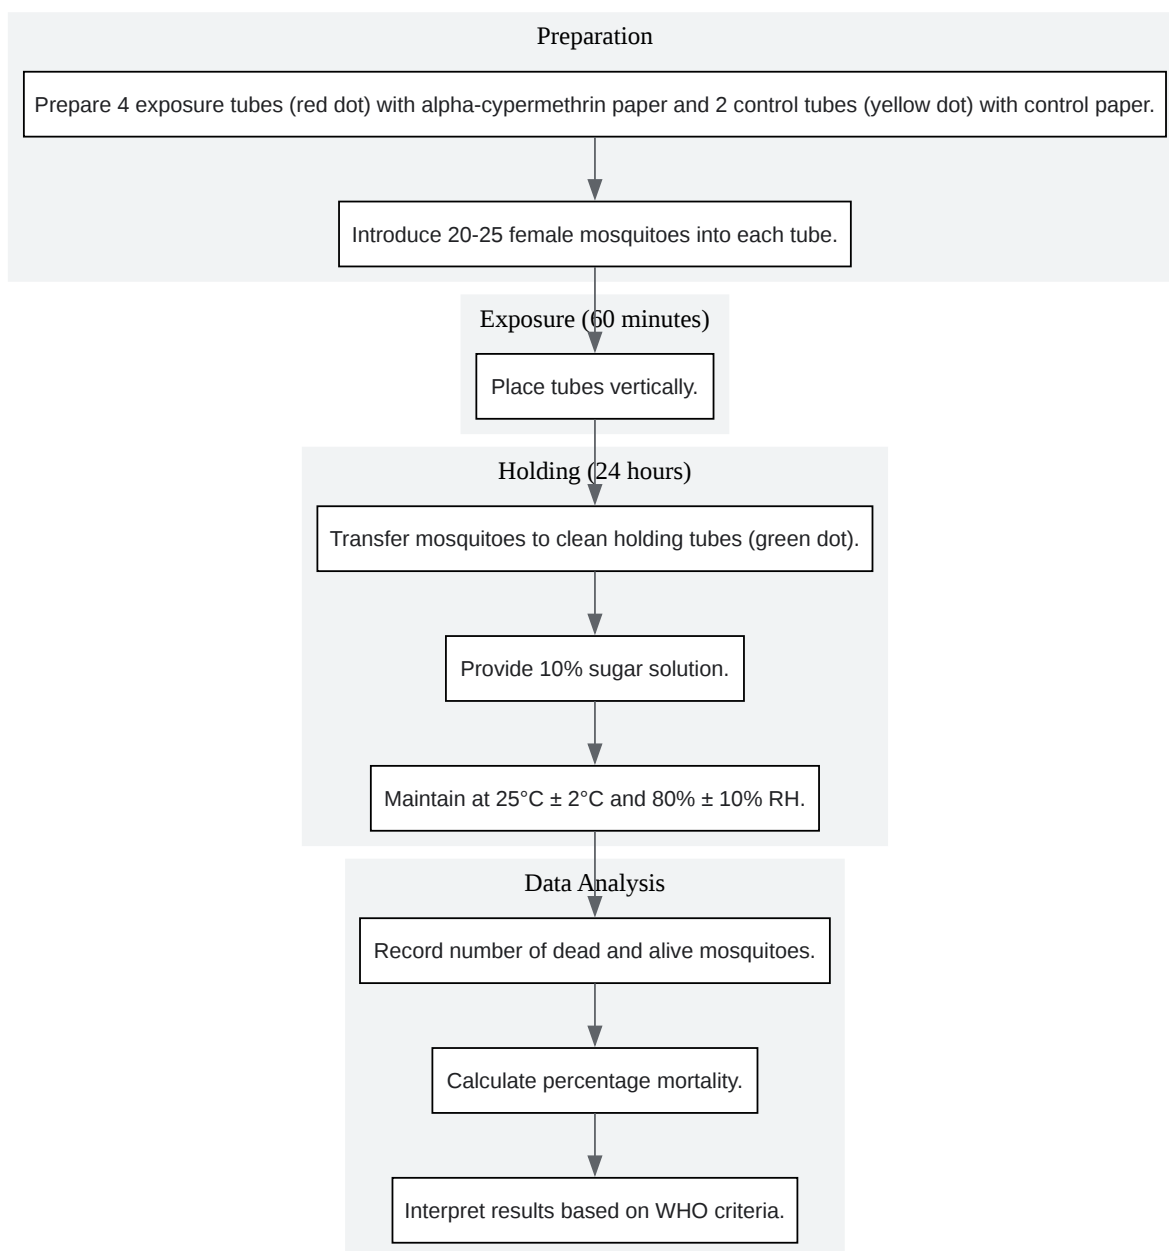 Preparation
Prepare 4 exposure tubes (red dot) with alpha-cypermethrin paper and 2 control tubes (yellow dot) with control paper.
Introduce 20-25 female mosquitoes into each tube.
Exposure (60 minutes)
Place tubes vertically.
Holding (24 hours)
Transfer mosquitoes to clean holding tubes (green dot).
Provide 10% sugar solution.
Maintain at 25°C ± 2°C and 80% ± 10% RH.
Data Analysis
Record number of dead and alive mosquitoes.
Calculate percentage mortality.
Interpret results based on WHO criteria.